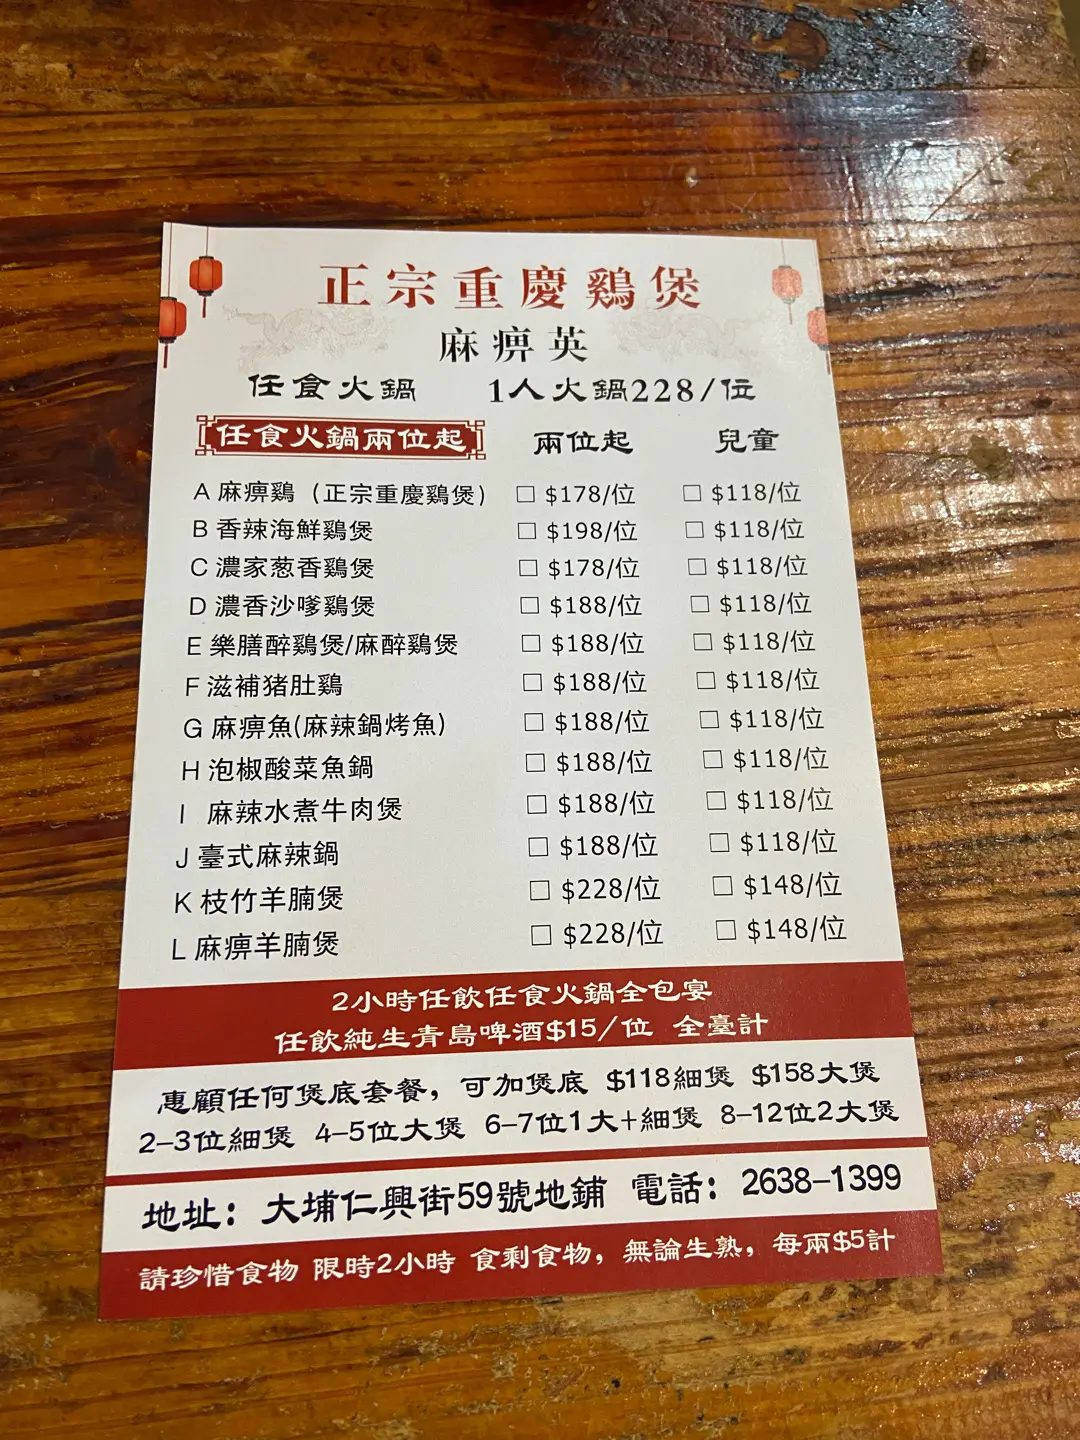 正宗重慶鷄煲
麻痹英
任食火鍋 1人火鍋228/位
任食火鍋兩位起 兩位起 兒童
A 麻痹鷄 (正宗重慶鷄煲) □ $178/位 □ $118/位
B 香辣海鮮鷄煲 □ $198/位 □ $118/位
C 濃家葱香鷄煲 □ $178/位 □ $118/位
D 濃香沙嗲鷄煲 □ $188/位 □ $118/位
E 樂膳醉鷄煲/麻醉鷄煲 □ $188/位 □ $118/位
F 滋補猪肚鷄 □ $188/位 □ $118/位
G 麻痹魚(麻辣鍋烤魚) □ $188/位 □ $118/位
H 泡椒酸菜魚鍋 □ $188/位 □ $118/位
I 麻辣水煮牛肉煲 □ $188/位 □ $118/位
J 臺式麻辣鍋 □ $188/位 □ $118/位
K 枝竹羊腩煲 □ $228/位 □ $148/位
L 麻痹羊腩煲 □ $228/位 □ $148/位
2小時任飲任食火鍋全包宴
任飲純生青島啤酒$15/位 全臺計
惠顧任何煲底套餐，可加煲底 $118細煲 $158大煲
2–3位細煲 4–5位大煲 6–7位1大+細煲 8–12位2大煲
地址：大埔仁興街59號地鋪 電話：2638–1399
請珍惜食物 限時2小時 食剩食物，無論生熟，每兩$5計